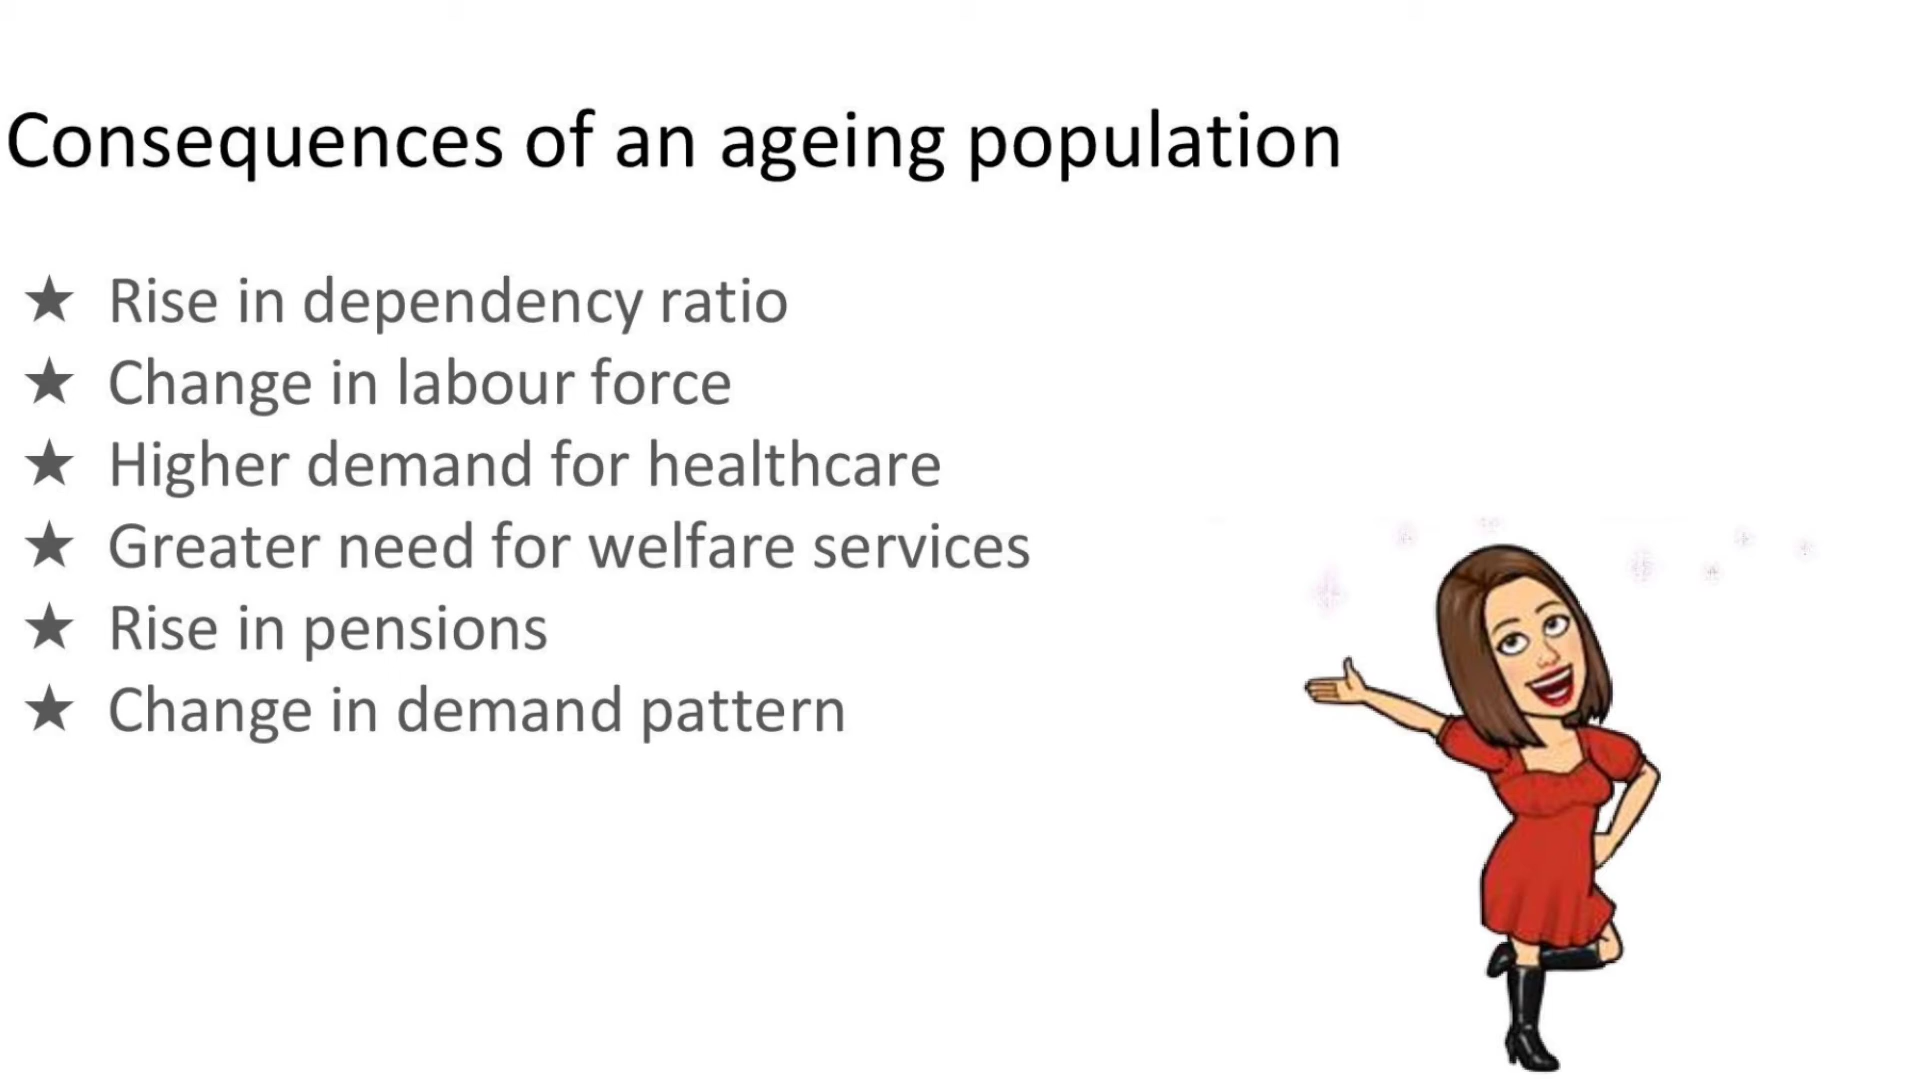 Consequences of an ageing population
★ Rise in dependency ratio
★ Change in labour force
★ Higher demand for healthcare
★ Greater need for welfare services
★ Rise in pensions
★ Change in demand pattern